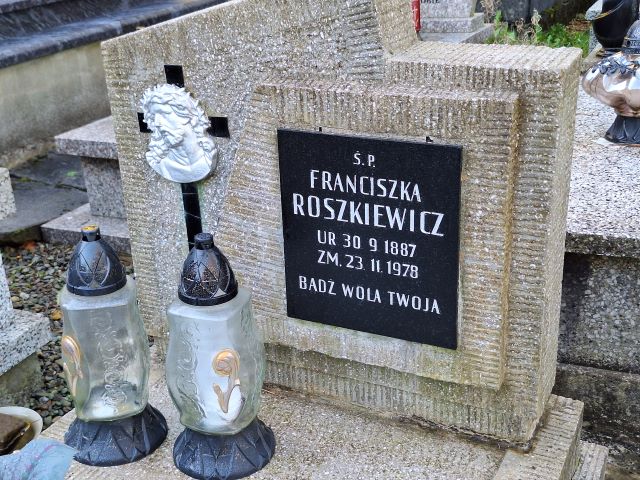 Ś.P.
FRANCISZKA
ROSZKIEWICZ
UR 30 9 1887
ZM. 23.11.1978
BĄDŹ WOLA TWOJA